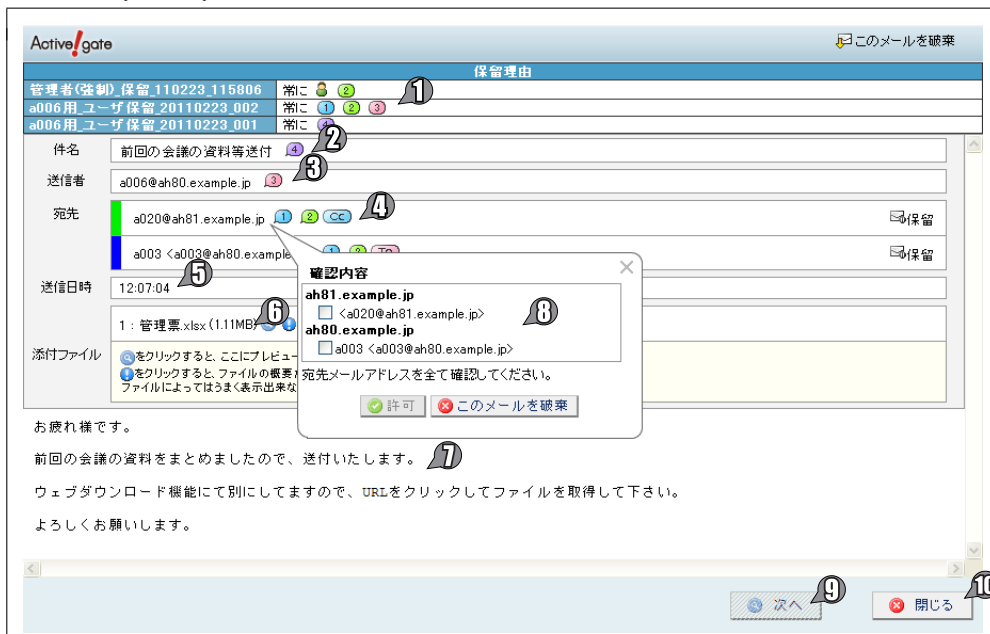 Active!gate
このメールを破棄
保留理由
管理者(強制)_保留_110223_115806 常に 2 1
a006用_ユーザ保留_20110223_002 常に 1 2 3
a006用_ユーザ保留_20110223_001 常に 4
件名 前回の会議の資料等送付 4 2
送信者 a006@ah80.example.jp 3 3
宛先 a020@ah81.example.jp 1 2 Cc 4 保留
a003 <a003@ah80.example 1 2 To 保留
送信日時 12:07:04 5
1：管理票.xlsx (1.11MB) 6
添付ファイル をクリックすると、ここにプレビュー
をクリックすると、ファイルの概要
ファイルによってはうまく表示出来な
確認内容
ah81.example.jp
<a020@ah81.example.jp> 8
ah80.example.jp
a003 <a003@ah80.example.jp>
宛先メールアドレスを全て確認してください。
許可 このメールを破棄
お疲れ様です。
前回の会議の資料をまとめましたので、送付いたします。 7
ウェブダウンロード機能にて別にしてますので、URLをクリックしてファイルを取得して下さい。
よろしくお願いします。
次へ 9 閉じる 10